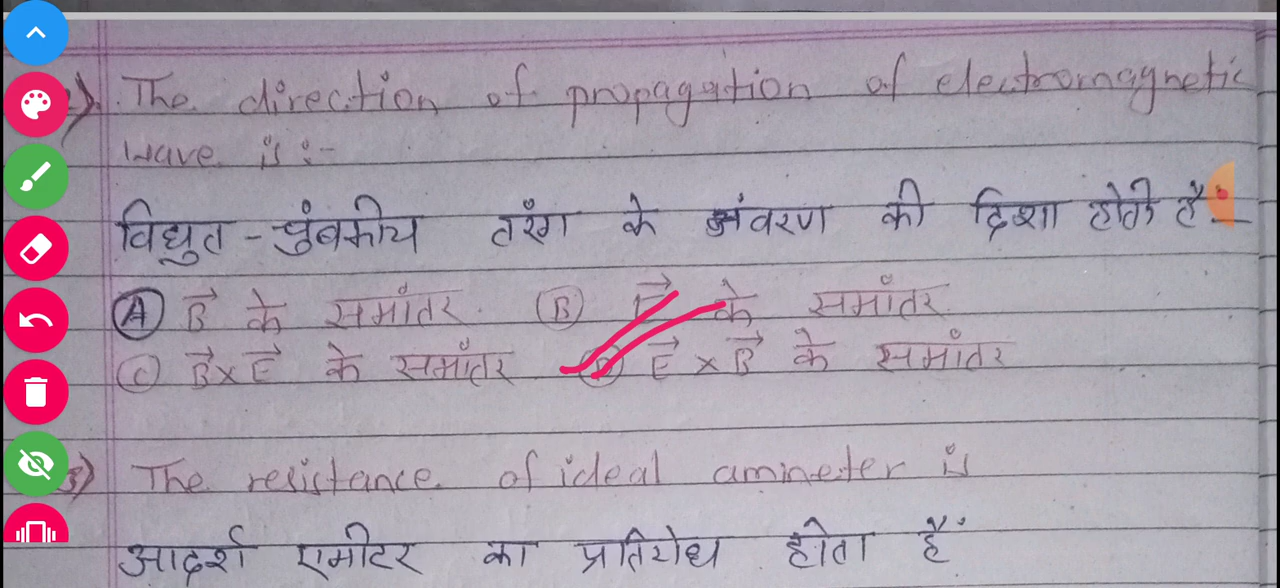 The direction of propagation of electromagnetic
wave is :-
विद्युत - चुंबकीय तरंग के संचरण की दिशा होती है :-
(A) B⃗ के समांतर. (B) E⃗ के समांतर
(C) B⃗ × E⃗ के समांतर (D) E⃗ × B⃗ के समांतर
3) The resistance of ideal ammeter is
आदर्श एमीटर का प्रतिरोध होता है